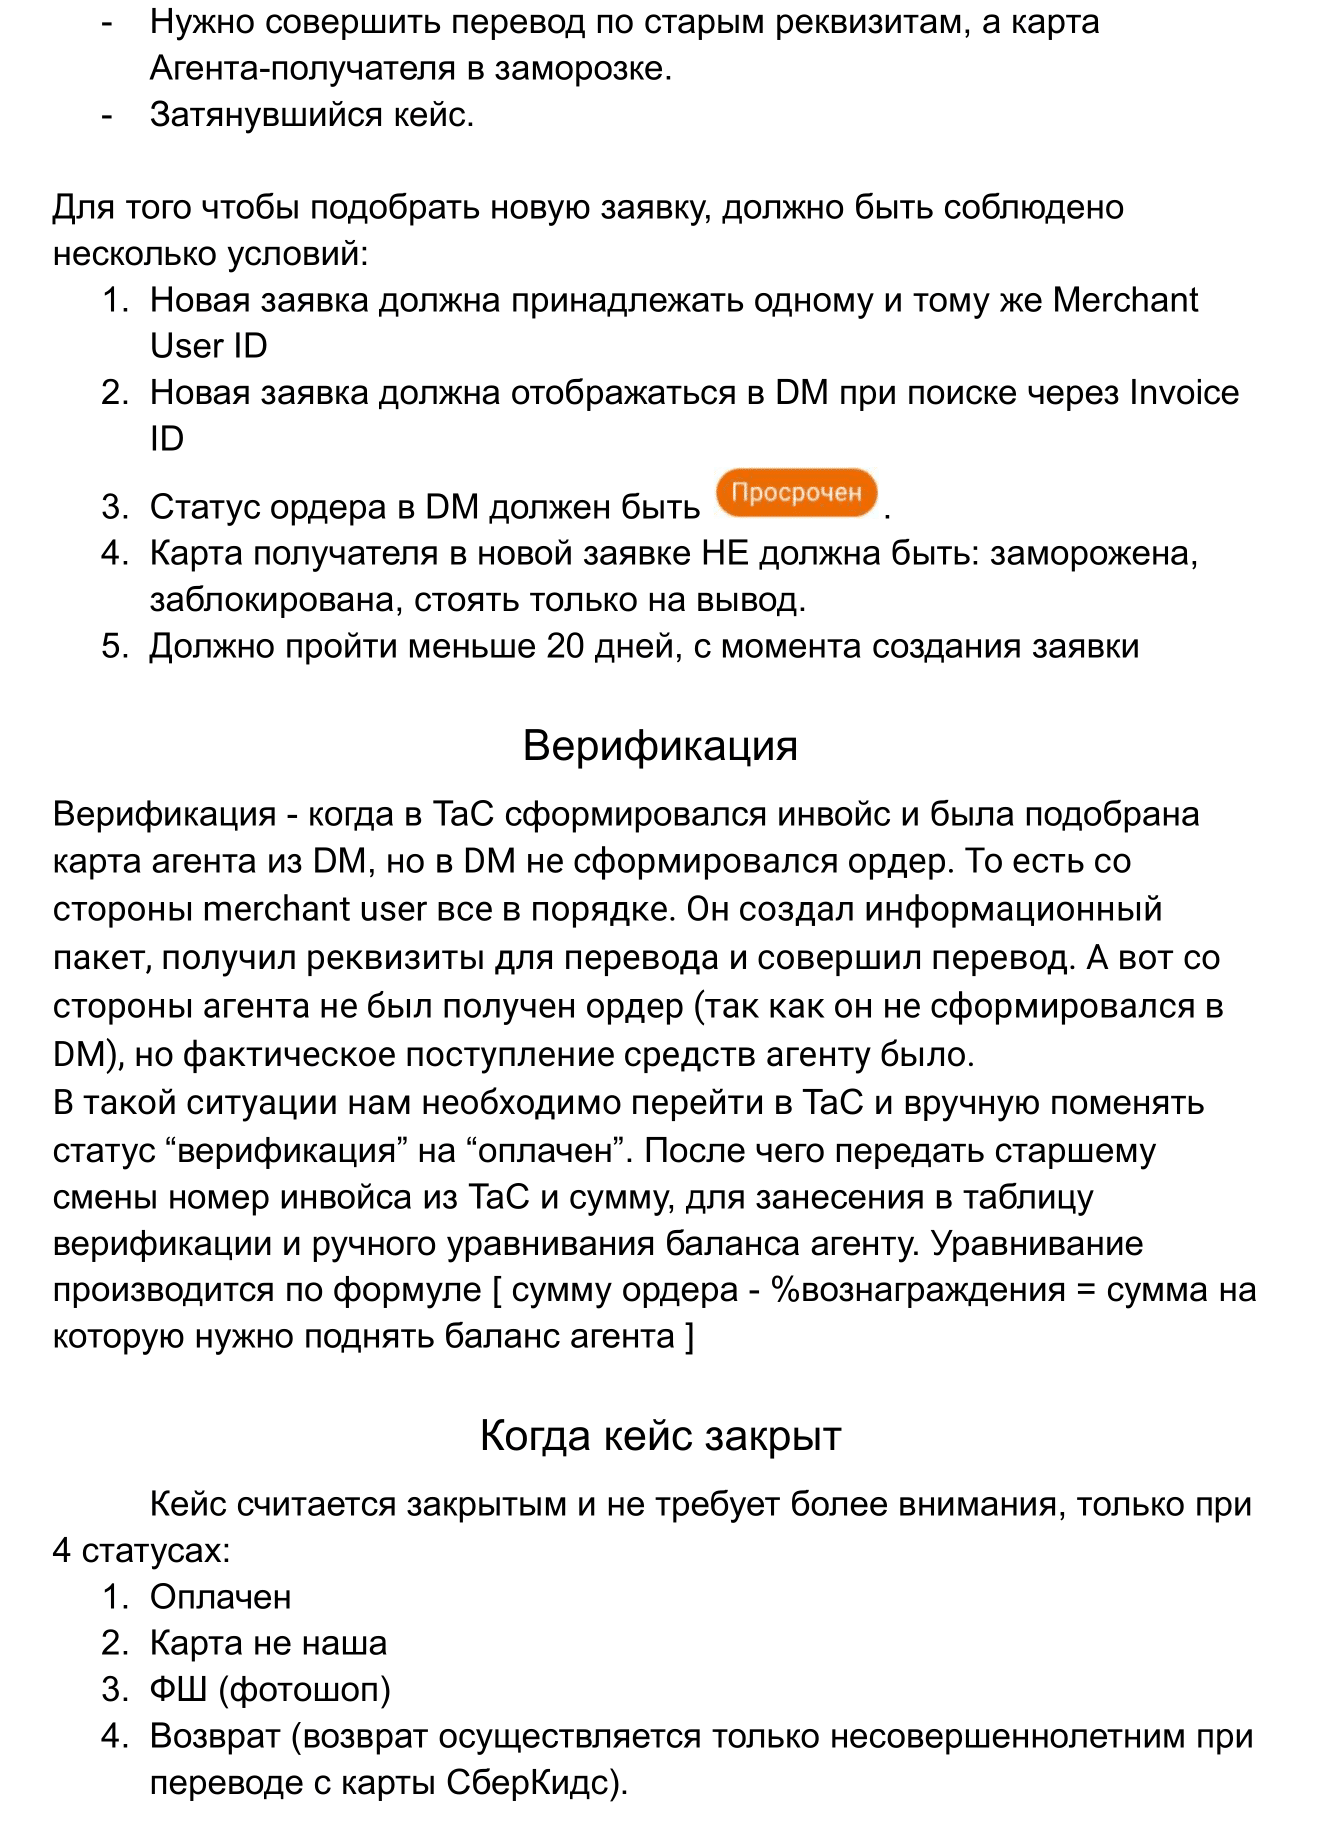 - Нужно совершить перевод по старым реквизитам, а карта
Агента-получателя в заморозке.
- Затянувшийся кейс.
Для того чтобы подобрать новую заявку, должно быть соблюдено
несколько условий:
1. Новая заявка должна принадлежать одному и тому же Merchant
User ID
2. Новая заявка должна отображаться в DM при поиске через Invoice
ID
3. Статус ордера в DM должен быть Просрочен .
4. Карта получателя в новой заявке НЕ должна быть: заморожена,
заблокирована, стоять только на вывод.
5. Должно пройти меньше 20 дней, с момента создания заявки
Верификация
Верификация - когда в ТаС сформировался инвойс и была подобрана
карта агента из DM, но в DM не сформировался ордер. То есть со
стороны merchant user все в порядке. Он создал информационный
пакет, получил реквизиты для перевода и совершил перевод. А вот со
стороны агента не был получен ордер (так как он не сформировался в
DM), но фактическое поступление средств агенту было.
В такой ситуации нам необходимо перейти в ТаС и вручную поменять
статус “верификация” на “оплачен”. После чего передать старшему
смены номер инвойса из ТаС и сумму, для занесения в таблицу
верификации и ручного уравнивания баланса агенту. Уравнивание
производится по формуле [ сумму ордера - %вознаграждения = сумма на
которую нужно поднять баланс агента ]
Когда кейс закрыт
Кейс считается закрытым и не требует более внимания, только при
4 статусах:
1. Оплачен
2. Карта не наша
3. ФШ (фотошоп)
4. Возврат (возврат осуществляется только несовершеннолетним при
переводе с карты СберКидс).